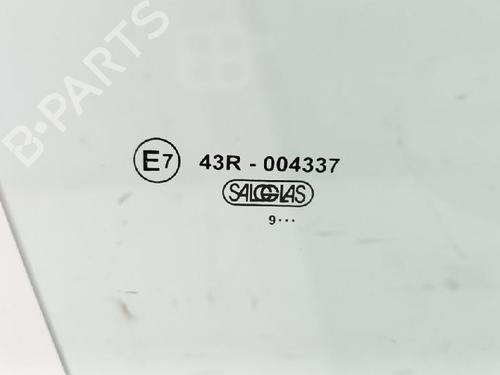 B-PARTS
E7 43R - 004337
SALGGLAS
9···